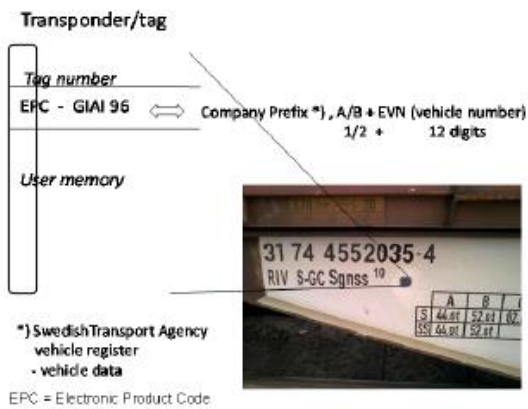 Transponder/tag
Tag number
EPC - GIAI 96
Company Prefix *) , A/B + EVN (vehicle number)
1/2 + 12 digits
User memory
31 74 4552035-4
RIV S-GC Sgnss 19
A B
S 44.0t 52.0t
SS 44.0t 52.0t
*) SwedishTransport Agency
vehicle register
- vehicle data
EPC = Electronic Product Code